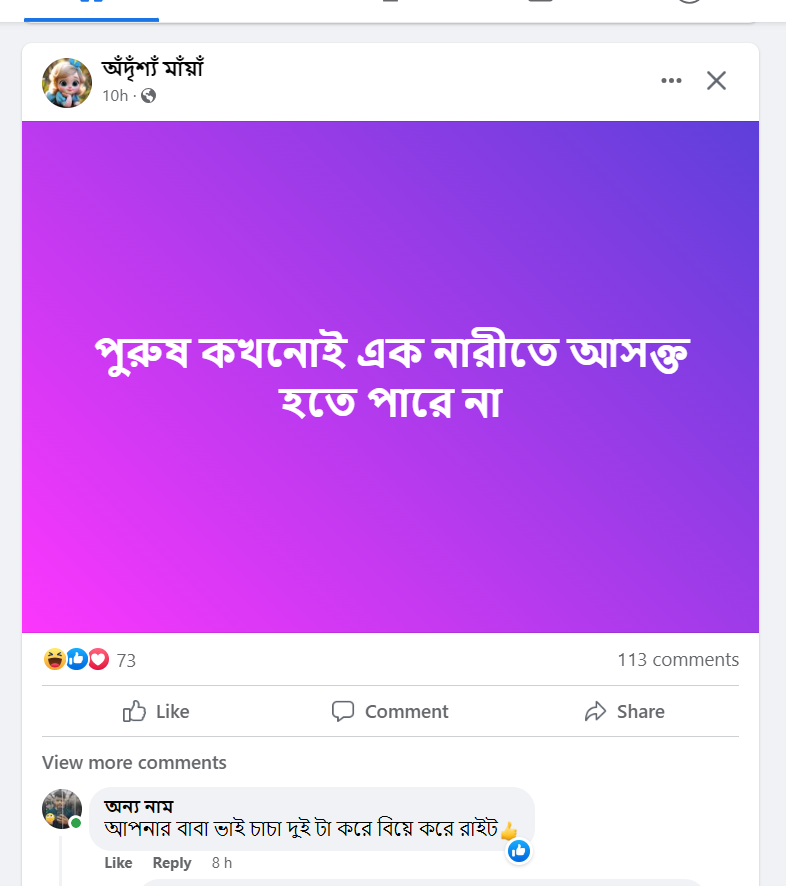 অঁদৃঁশ্যঁ মাঁয়াঁ
10h ·
পুরুষ কখনোই এক নারীতে আসক্ত
হতে পারে না
73
113 comments
Like
Comment
Share
View more comments
অন্য নাম
আপনার বাবা ভাই চাচা দুই টা করে বিয়ে করে রাইট👍
Like Reply 8 h